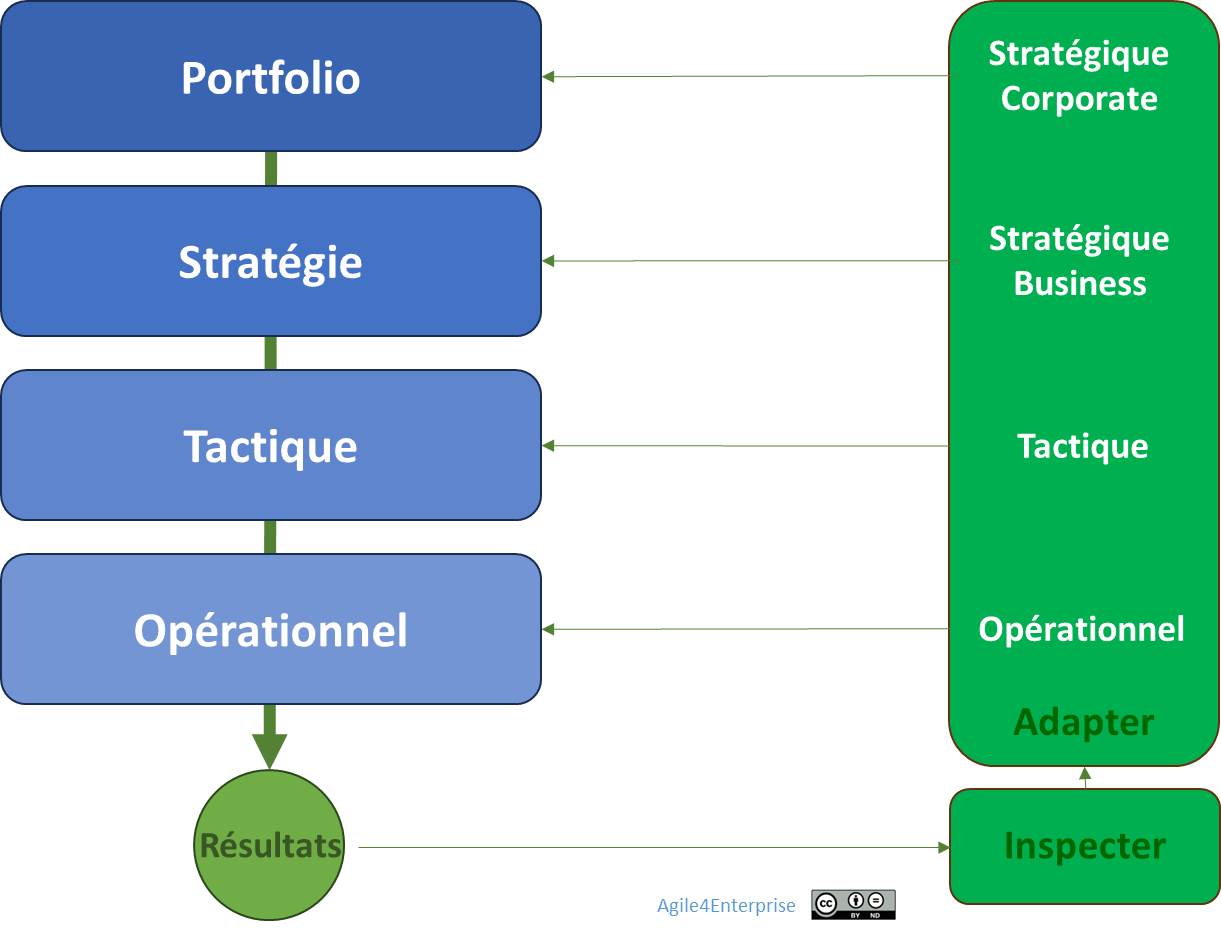 Portfolio
Stratégie
Tactique
Opérationnel
Résultats
Stratégique
Corporate
Stratégique
Business
Tactique
Opérationnel
Adapter
Inspecter
Agile4Enterprise
cc
BY ND